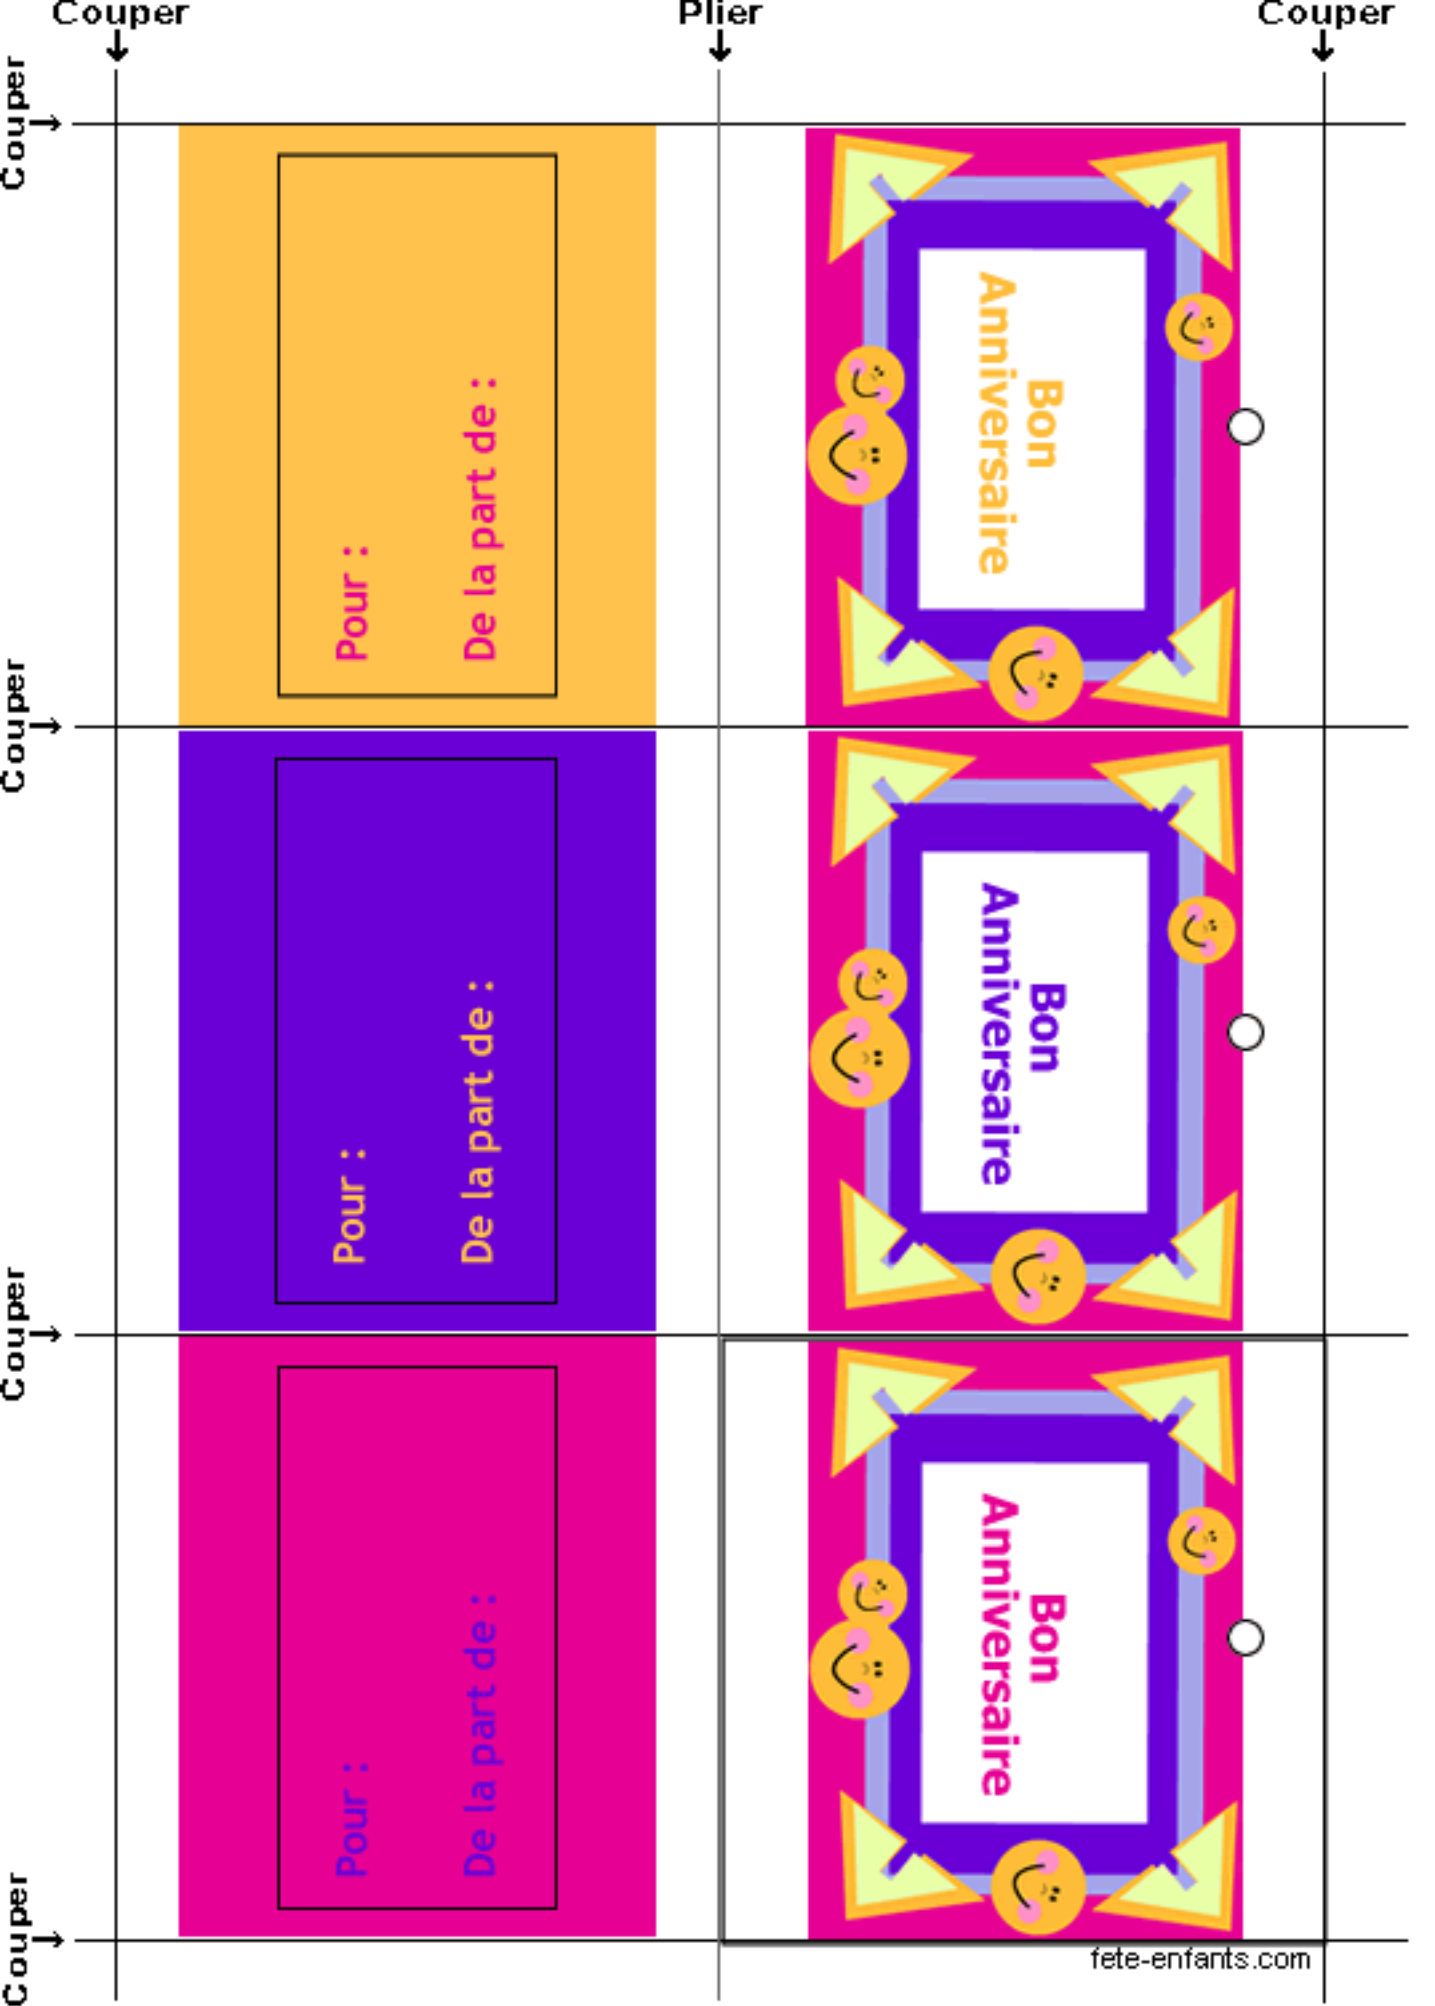 Couper
Plier
Couper
Couper
Pour :
De la part de :
Bon
Anniversaire
Couper
Pour :
De la part de :
Bon
Anniversaire
Couper
Pour :
De la part de :
Bon
Anniversaire
Couper
fete-enfants.com